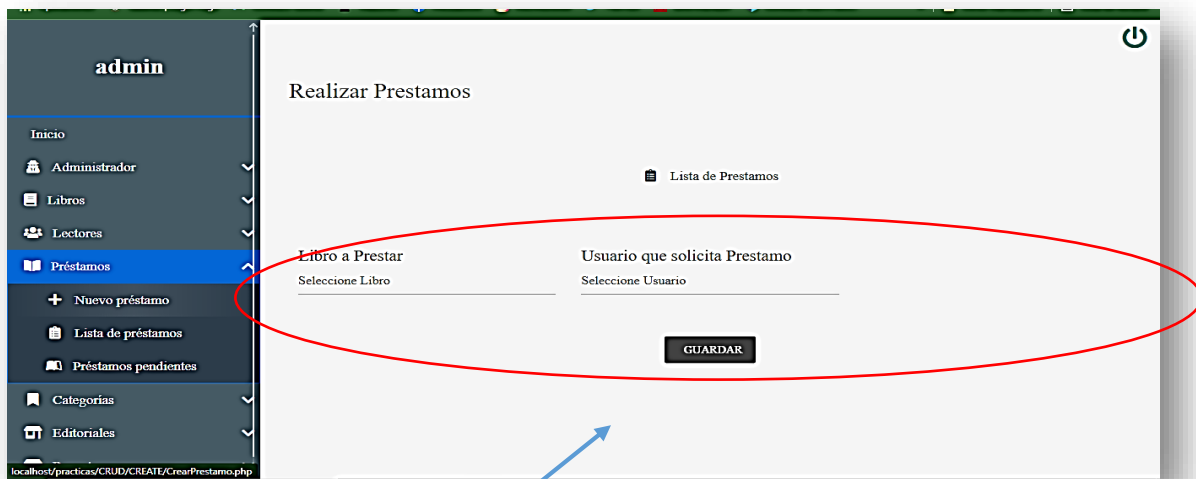 admin
Realizar Prestamos
Inicio
Administrador
Lista de Prestamos
Libros
Lectores
Libro a Prestar
Usuario que solicita Prestamo
Préstamos
Seleccione Libro
Seleccione Usuario
Nuevo préstamo
Lista de préstamos
GUARDAR
Préstamos pendientes
Categorías
Editoriales
localhost/practicas/CRUD/CREATE/CrearPrestamo.php